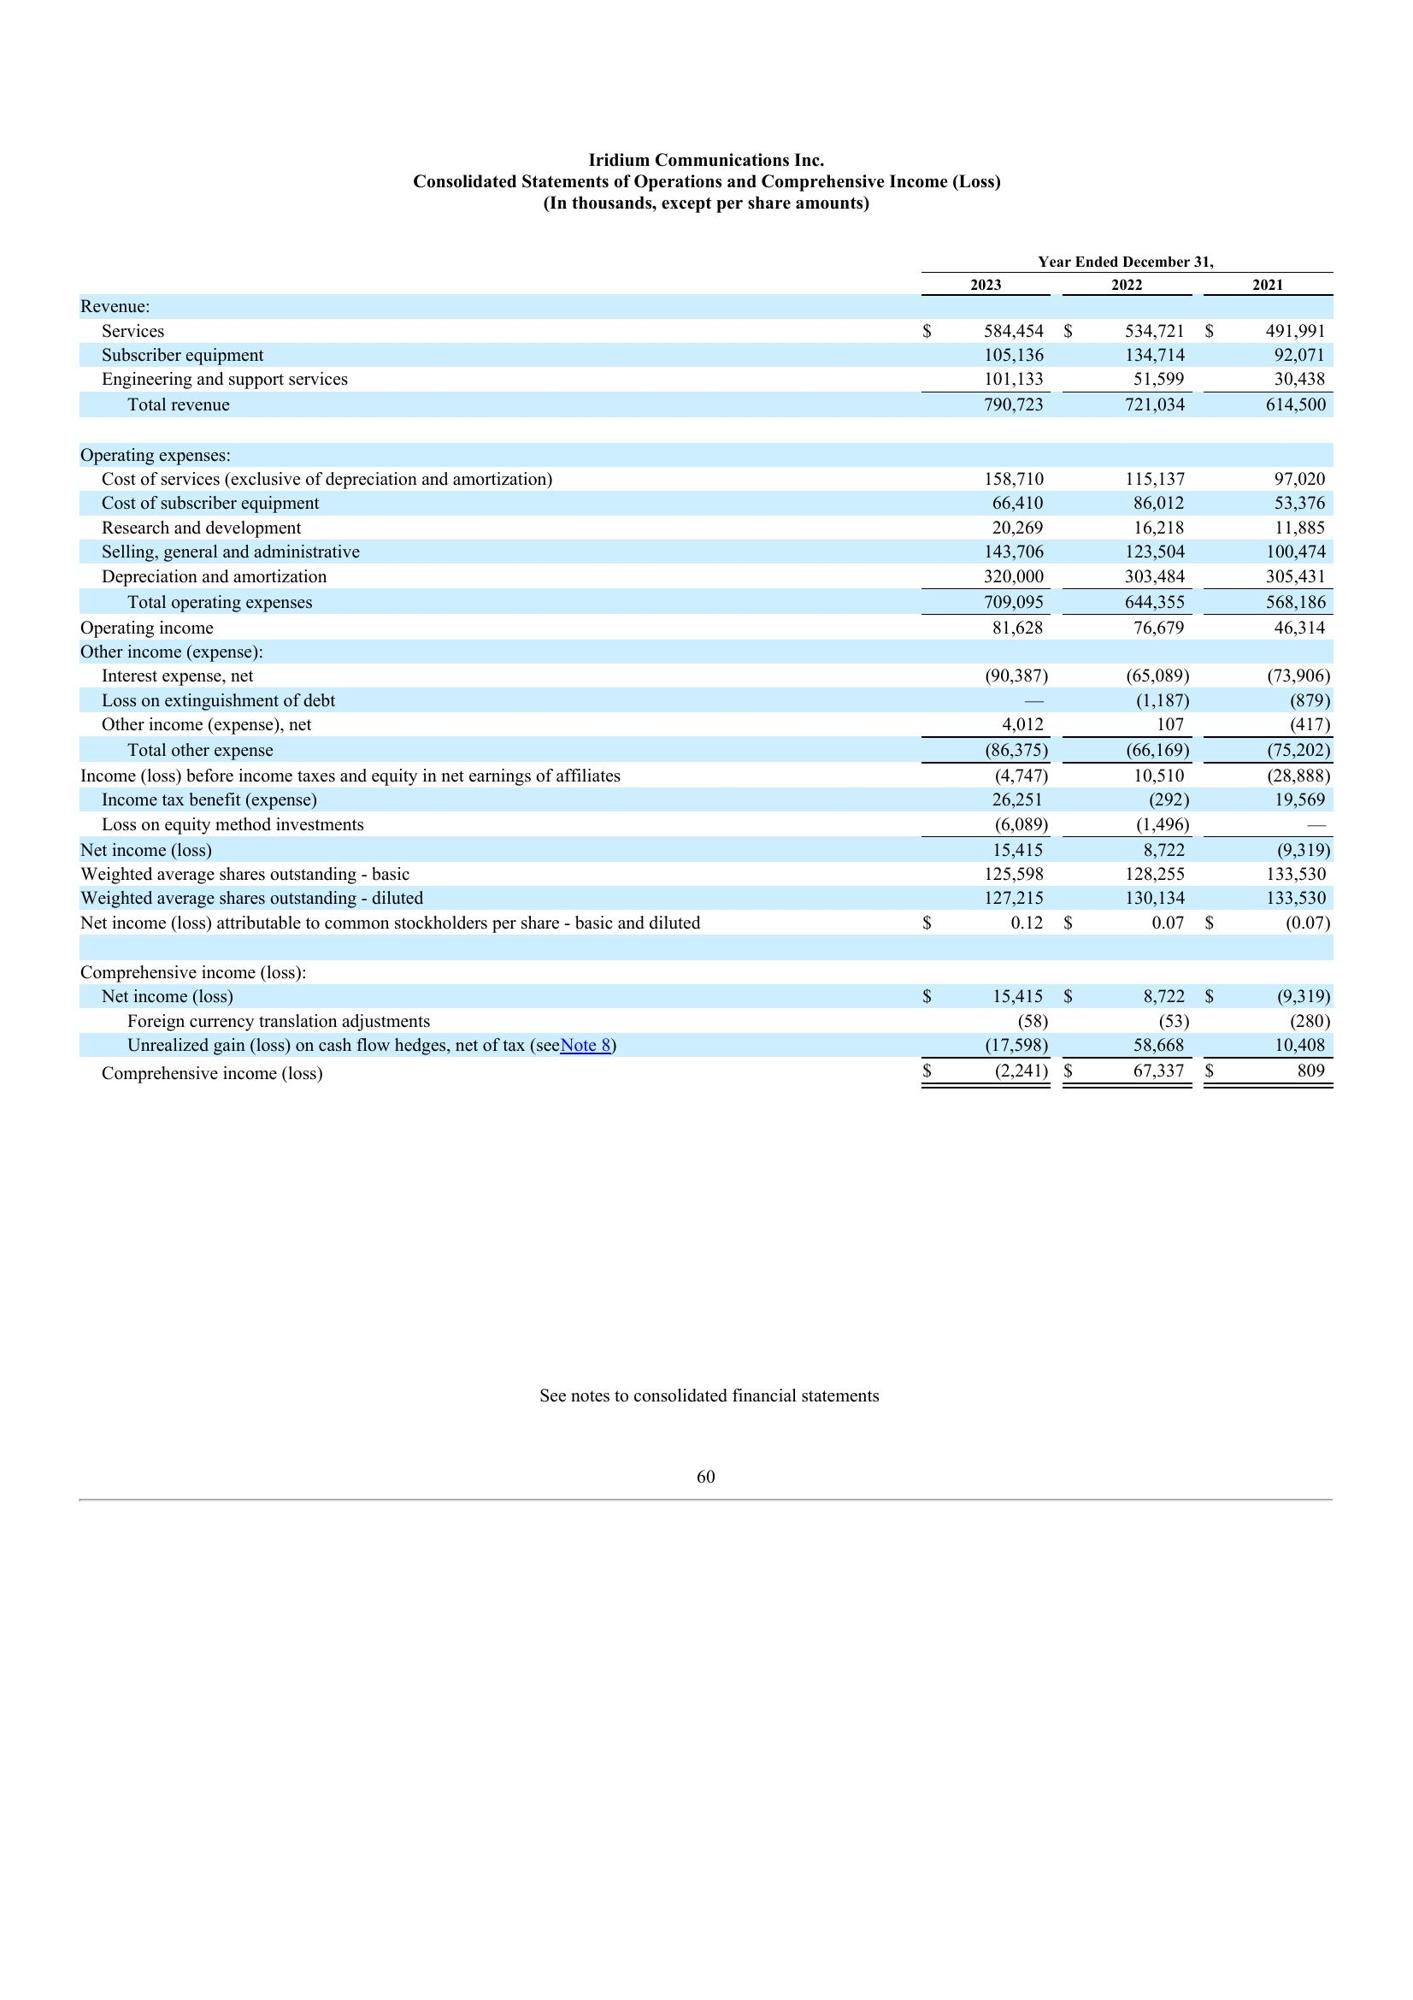 Iridium Communications Inc.
Consolidated Statements of Operations and Comprehensive Income (Loss)
(In thousands, except per share amounts)
Year Ended December 31,
2023 2022 2021
Revenue:
Services $ 584,454 $ 534,721 $ 491,991
Subscriber equipment 105,136 134,714 92,071
Engineering and support services 101,133 51,599 30,438
Total revenue 790,723 721,034 614,500
Operating expenses:
Cost of services (exclusive of depreciation and amortization) 158,710 115,137 97,020
Cost of subscriber equipment 66,410 86,012 53,376
Research and development 20,269 16,218 11,885
Selling, general and administrative 143,706 123,504 100,474
Depreciation and amortization 320,000 303,484 305,431
Total operating expenses 709,095 644,355 568,186
Operating income 81,628 76,679 46,314
Other income (expense):
Interest expense, net (90,387) (65,089) (73,906)
Loss on extinguishment of debt — (1,187) (879)
Other income (expense), net 4,012 107 (417)
Total other expense (86,375) (66,169) (75,202)
Income (loss) before income taxes and equity in net earnings of affiliates (4,747) 10,510 (28,888)
Income tax benefit (expense) 26,251 (292) 19,569
Loss on equity method investments (6,089) (1,496) —
Net income (loss) 15,415 8,722 (9,319)
Weighted average shares outstanding - basic 125,598 128,255 133,530
Weighted average shares outstanding - diluted 127,215 130,134 133,530
Net income (loss) attributable to common stockholders per share - basic and diluted $ 0.12 $ 0.07 $ (0.07)
Comprehensive income (loss):
Net income (loss) $ 15,415 $ 8,722 $ (9,319)
Foreign currency translation adjustments (58) (53) (280)
Unrealized gain (loss) on cash flow hedges, net of tax (seeNote 8) (17,598) 58,668 10,408
Comprehensive income (loss) $ (2,241) $ 67,337 $ 809
See notes to consolidated financial statements
60